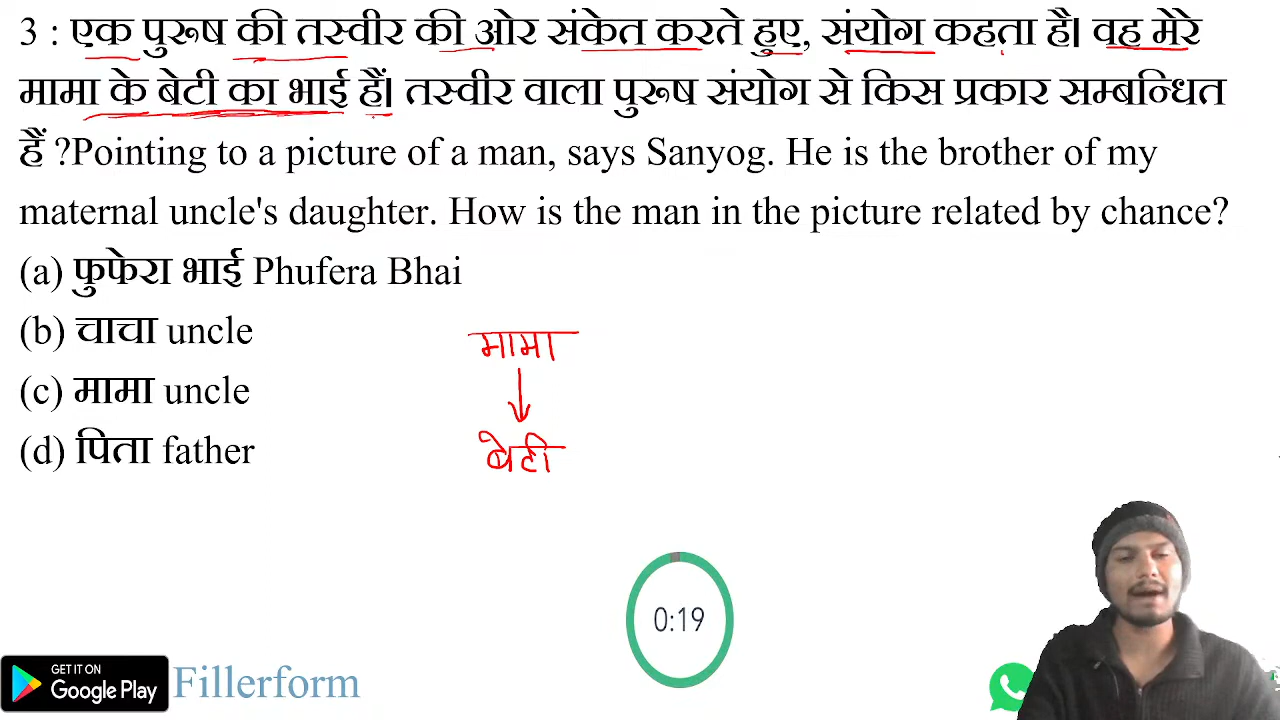 3 : एक पुरूष की तस्वीर की ओर संकेत करते हुए, संयोग कहता है। वह मेरे
मामा के बेटी का भाई हैं। तस्वीर वाला पुरूष संयोग से किस प्रकार सम्बन्धित
हैं ?Pointing to a picture of a man, says Sanyog. He is the brother of my
maternal uncle's daughter. How is the man in the picture related by chance?
(a) फुफेरा भाई Phufera Bhai
(b) चाचा uncle
(c) मामा uncle
(d) पिता father
मामा
बेटी
0:19
GET IT ON
Google Play
Fillerform